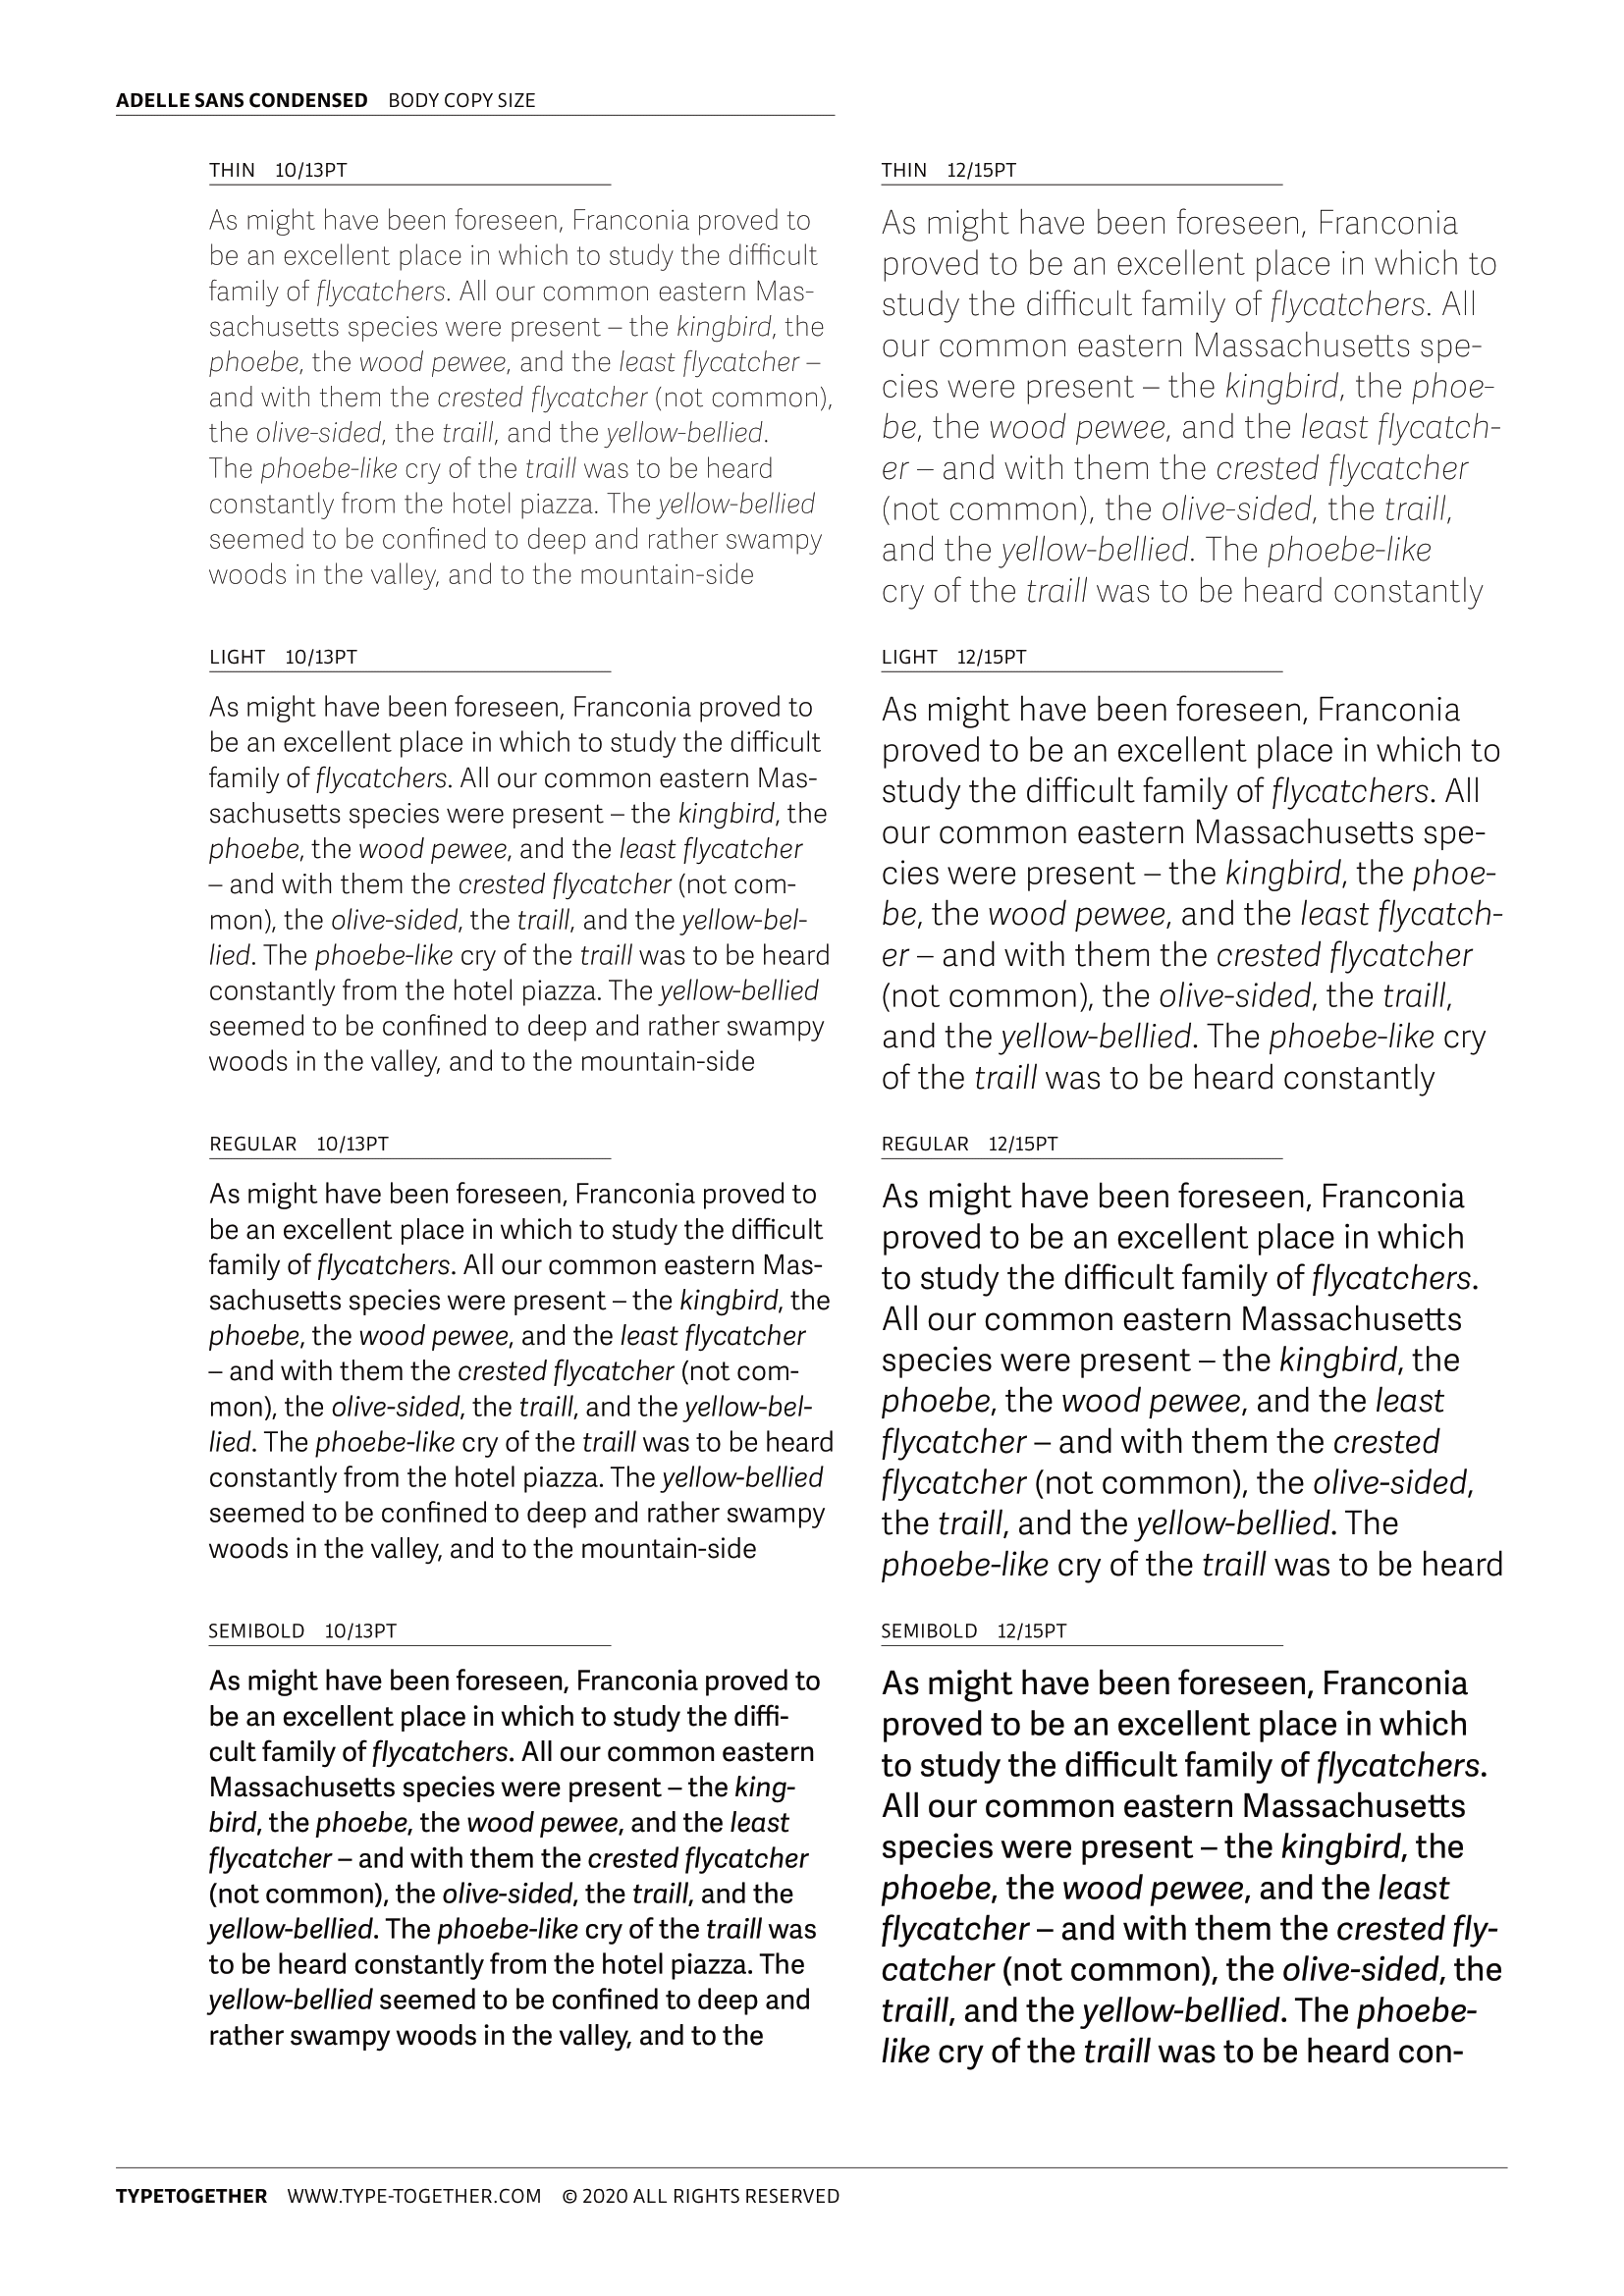 ADELLE SANS CONDENSED BODY COPY SIZE
THIN 10/13PT
As might have been foreseen, Franconia proved to
be an excellent place in which to study the difficult
family of flycatchers. All our common eastern Mas-
sachusetts species were present – the kingbird, the
phoebe, the wood pewee, and the least flycatcher –
and with them the crested flycatcher (not common),
the olive-sided, the traill, and the yellow-bellied.
The phoebe-like cry of the traill was to be heard
constantly from the hotel piazza. The yellow-bellied
seemed to be confined to deep and rather swampy
woods in the valley, and to the mountain-side
THIN 12/15PT
As might have been foreseen, Franconia
proved to be an excellent place in which to
study the difficult family of flycatchers. All
our common eastern Massachusetts spe-
cies were present – the kingbird, the phoe-
be, the wood pewee, and the least flycatch-
er – and with them the crested flycatcher
(not common), the olive-sided, the traill,
and the yellow-bellied. The phoebe-like
cry of the traill was to be heard constantly
LIGHT 10/13PT
As might have been foreseen, Franconia proved to
be an excellent place in which to study the difficult
family of flycatchers. All our common eastern Mas-
sachusetts species were present – the kingbird, the
phoebe, the wood pewee, and the least flycatcher
– and with them the crested flycatcher (not com-
mon), the olive-sided, the traill, and the yellow-bel-
lied. The phoebe-like cry of the traill was to be heard
constantly from the hotel piazza. The yellow-bellied
seemed to be confined to deep and rather swampy
woods in the valley, and to the mountain-side
LIGHT 12/15PT
As might have been foreseen, Franconia
proved to be an excellent place in which to
study the difficult family of flycatchers. All
our common eastern Massachusetts spe-
cies were present – the kingbird, the phoe-
be, the wood pewee, and the least flycatch-
er – and with them the crested flycatcher
(not common), the olive-sided, the traill,
and the yellow-bellied. The phoebe-like cry
of the traill was to be heard constantly
REGULAR 10/13PT
As might have been foreseen, Franconia proved to
be an excellent place in which to study the difficult
family of flycatchers. All our common eastern Mas-
sachusetts species were present – the kingbird, the
phoebe, the wood pewee, and the least flycatcher
– and with them the crested flycatcher (not com-
mon), the olive-sided, the traill, and the yellow-bel-
lied. The phoebe-like cry of the traill was to be heard
constantly from the hotel piazza. The yellow-bellied
seemed to be confined to deep and rather swampy
woods in the valley, and to the mountain-side
REGULAR 12/15PT
As might have been foreseen, Franconia
proved to be an excellent place in which
to study the difficult family of flycatchers.
All our common eastern Massachusetts
species were present – the kingbird, the
phoebe, the wood pewee, and the least
flycatcher – and with them the crested
flycatcher (not common), the olive-sided,
the traill, and the yellow-bellied. The
phoebe-like cry of the traill was to be heard
SEMIBOLD 10/13PT
As might have been foreseen, Franconia proved to
be an excellent place in which to study the diffi-
cult family of flycatchers. All our common eastern
Massachusetts species were present – the king-
bird, the phoebe, the wood pewee, and the least
flycatcher – and with them the crested flycatcher
(not common), the olive-sided, the traill, and the
yellow-bellied. The phoebe-like cry of the traill was
to be heard constantly from the hotel piazza. The
yellow-bellied seemed to be confined to deep and
rather swampy woods in the valley, and to the
SEMIBOLD 12/15PT
As might have been foreseen, Franconia
proved to be an excellent place in which
to study the difficult family of flycatchers.
All our common eastern Massachusetts
species were present – the kingbird, the
phoebe, the wood pewee, and the least
flycatcher – and with them the crested fly-
catcher (not common), the olive-sided, the
traill, and the yellow-bellied. The phoebe-
like cry of the traill was to be heard con-
TYPETOGETHER WWW.TYPE-TOGETHER.COM © 2020 ALL RIGHTS RESERVED